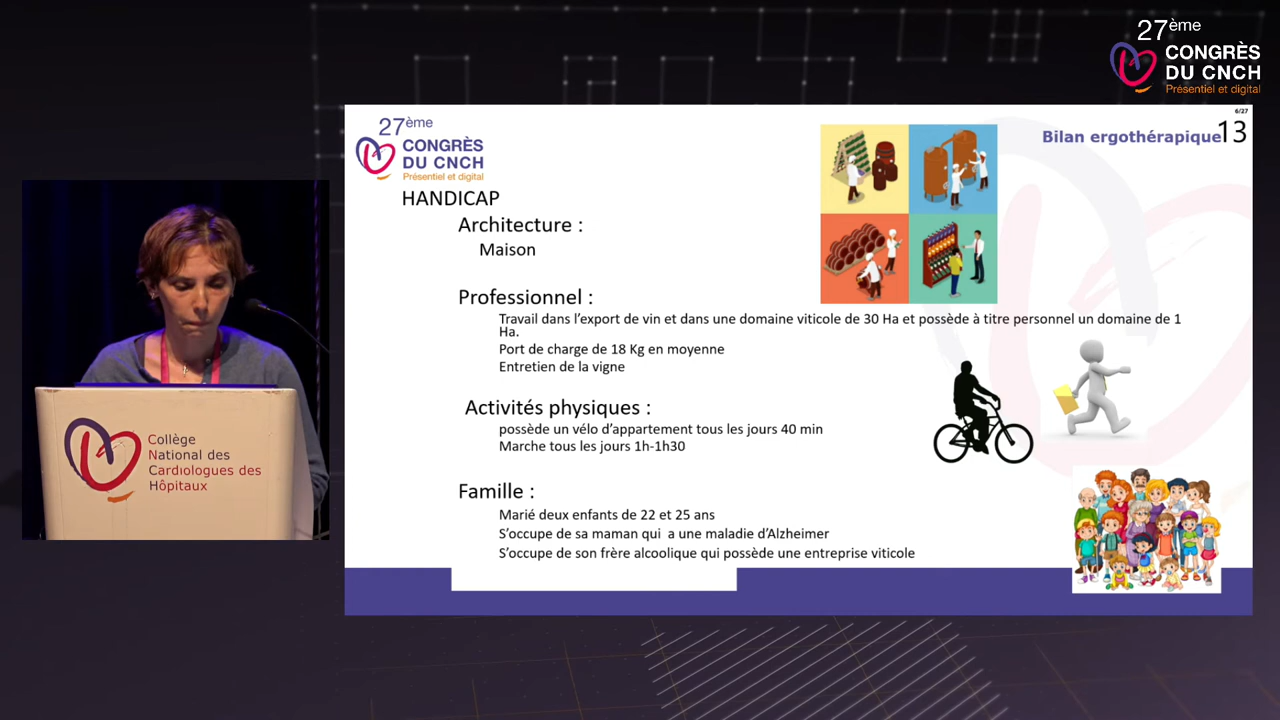 27ème
CONGRÈS
DU CNCH
Présentiel et digital
6/27
27ème
CONGRÈS
DU CNCH
Présentiel et digital
Bilan ergothérapique
13
HANDICAP
Architecture :
Maison
Professionnel :
Travail dans l'export de vin et dans une domaine viticole de 30 Ha et possède à titre personnel un domaine de 1
Ha.
Port de charge de 18 Kg en moyenne
Entretien de la vigne
Activités physiques :
possède un vélo d'appartement tous les jours 40 min
Marche tous les jours 1h-1h30
Famille :
Marié deux enfants de 22 et 25 ans
S'occupe de sa maman qui a une maladie d'Alzheimer
S'occupe de son frère alcoolique qui possède une entreprise viticole
Collège
National des
Cardiologues des
Hôpitaux